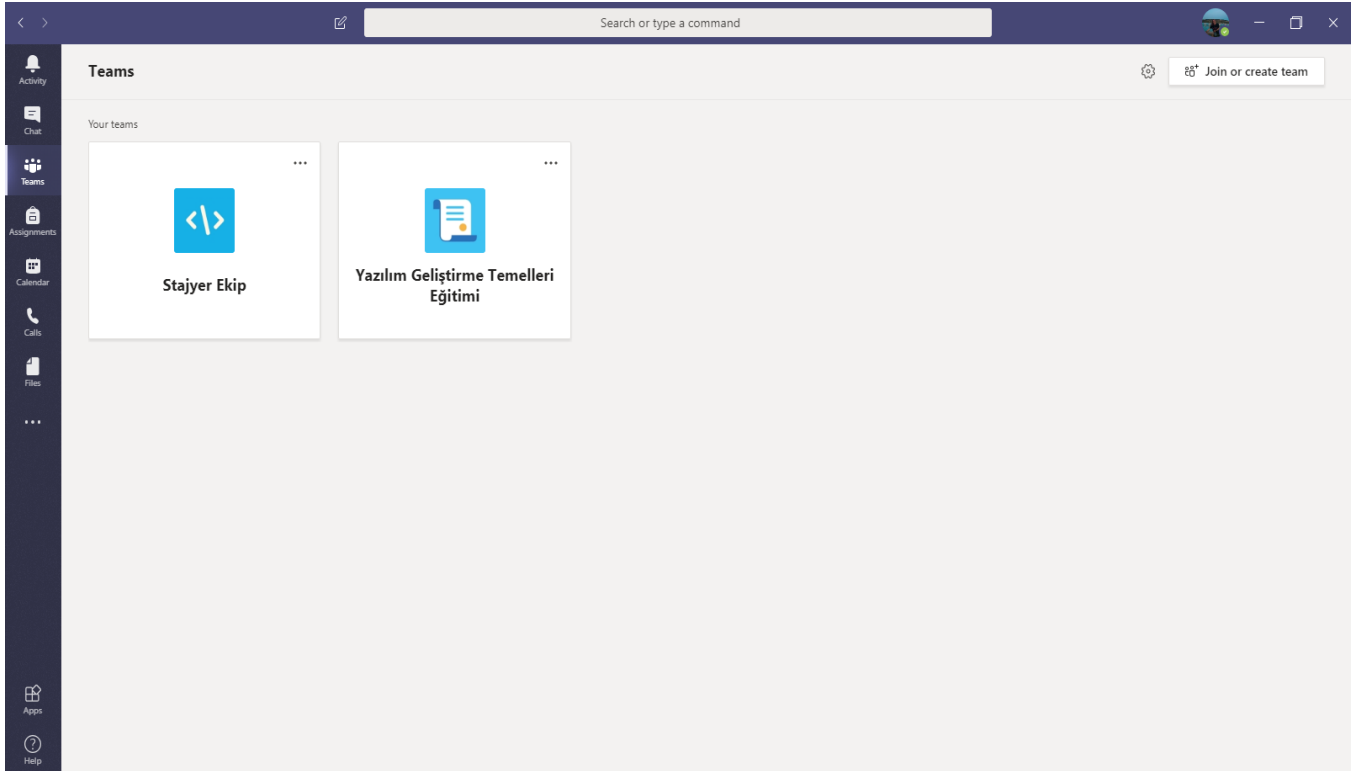 Search or type a command
Activity
Chat
Teams
Assignments
Calendar
Calls
Files
Apps
Help
Teams
Join or create team
Your teams
Stajyer Ekip
Yazılım Geliştirme Temelleri
Eğitimi